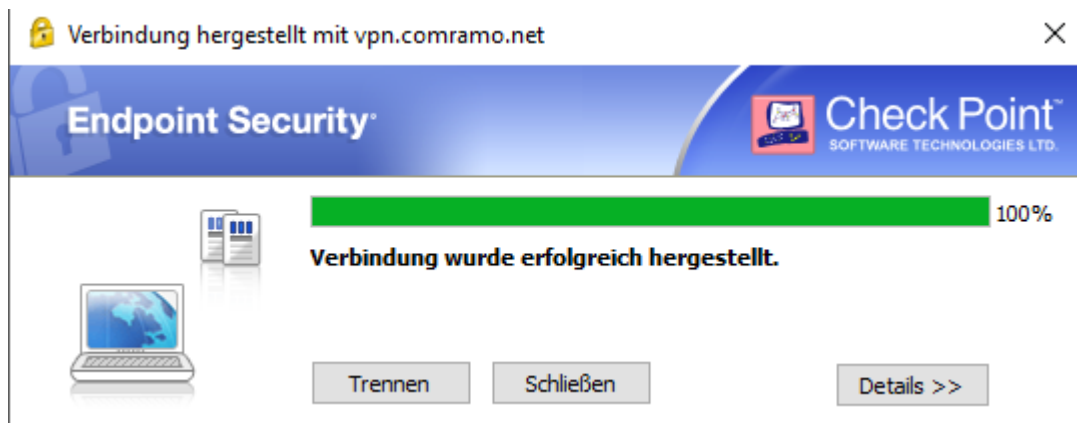 Verbindung hergestellt mit vpn.comramo.net
Endpoint Security
Check Point™
SOFTWARE TECHNOLOGIES LTD.
100%
Verbindung wurde erfolgreich hergestellt.
Trennen
Schließen
Details >>